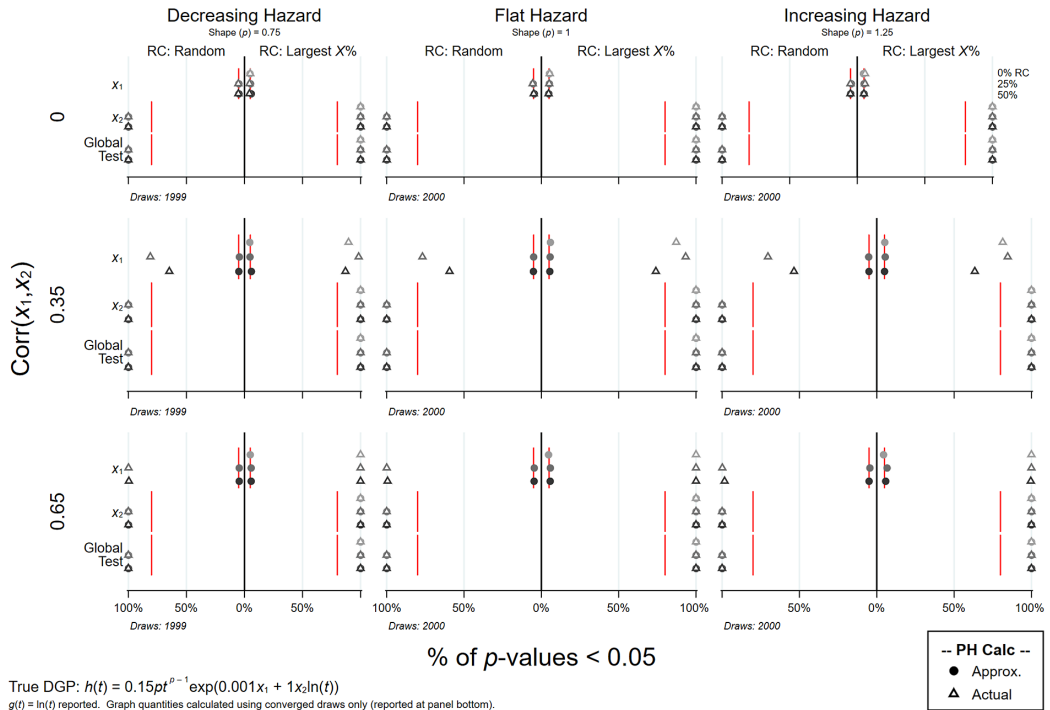 Decreasing Hazard
Shape (p) = 0.75
RC: Random
RC: Largest X%
Flat Hazard
Shape (p) = 1
RC: Random
RC: Largest X%
Increasing Hazard
Shape (p) = 1.25
RC: Random
RC: Largest X%
0% RC
25%
50%
Corr(x₁,x₂)
0
x₁
x₂
Global
Test
Draws: 1999
Draws: 2000
Draws: 2000
0.35
x₁
x₂
Global
Test
Draws: 1999
Draws: 2000
Draws: 2000
0.65
x₁
x₂
Global
Test
100% 50% 0% 50%
100% 50% 0% 50% 100%
50% 0% 50% 100%
Draws: 1999
Draws: 2000
Draws: 2000
% of p-values < 0.05
-- PH Calc --
Approx.
Actual
True DGP: h(t) = 0.15pt^{p − 1}exp(0.001x₁ + 1x₂ln(t))
g(t) = ln(t) reported. Graph quantities calculated using converged draws only (reported at panel bottom).